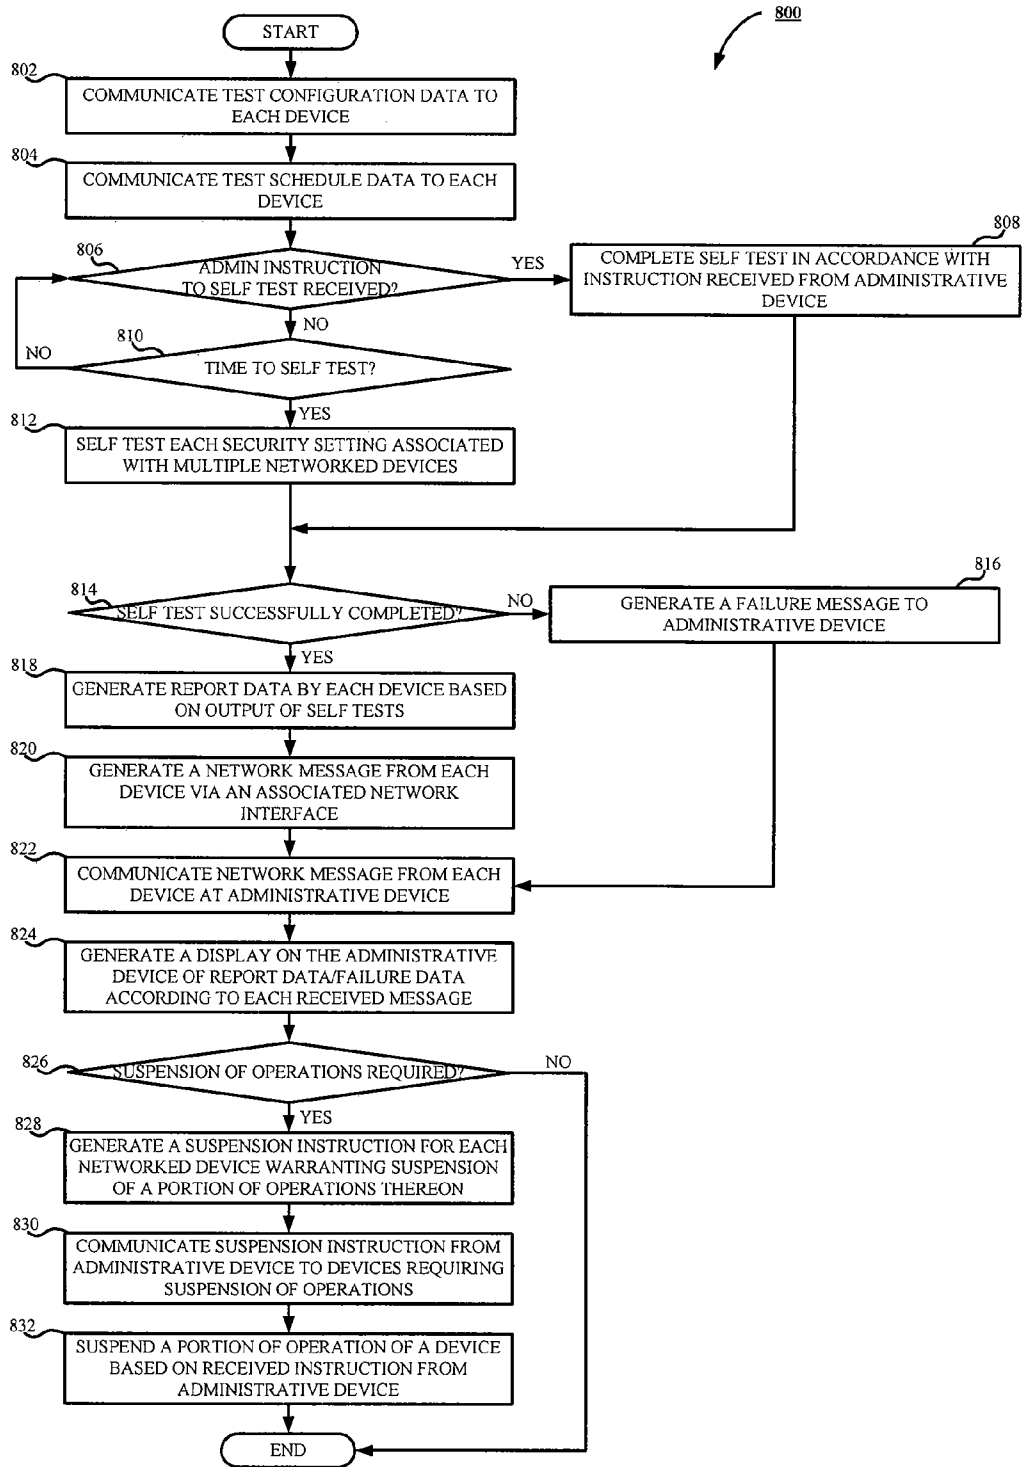 800
START
802
COMMUNICATE TEST CONFIGURATION DATA TO
EACH DEVICE
804
COMMUNICATE TEST SCHEDULE DATA TO EACH
DEVICE
806
ADMIN INSTRUCTION
TO SELF TEST RECEIVED?
YES
808
COMPLETE SELF TEST IN ACCORDANCE WITH
INSTRUCTION RECEIVED FROM ADMINISTRATIVE
DEVICE
NO
810
NO
TIME TO SELF TEST?
YES
812
SELF TEST EACH SECURITY SETTING ASSOCIATED
WITH MULTIPLE NETWORKED DEVICES
814
SELF TEST SUCCESSFULLY COMPLETED?
NO
816
GENERATE A FAILURE MESSAGE TO
ADMINISTRATIVE DEVICE
YES
818
GENERATE REPORT DATA BY EACH DEVICE BASED
ON OUTPUT OF SELF TESTS
820
GENERATE A NETWORK MESSAGE FROM EACH
DEVICE VIA AN ASSOCIATED NETWORK
INTERFACE
822
COMMUNICATE NETWORK MESSAGE FROM EACH
DEVICE AT ADMINISTRATIVE DEVICE
824
GENERATE A DISPLAY ON THE ADMINISTRATIVE
DEVICE OF REPORT DATA/FAILURE DATA
ACCORDING TO EACH RECEIVED MESSAGE
826
SUSPENSION OF OPERATIONS REQUIRED?
NO
YES
828
GENERATE A SUSPENSION INSTRUCTION FOR EACH
NETWORKED DEVICE WARRANTING SUSPENSION
OF A PORTION OF OPERATIONS THEREON
830
COMMUNICATE SUSPENSION INSTRUCTION FROM
ADMINISTRATIVE DEVICE TO DEVICES REQUIRING
SUSPENSION OF OPERATIONS
832
SUSPEND A PORTION OF OPERATION OF A DEVICE
BASED ON RECEIVED INSTRUCTION FROM
ADMINISTRATIVE DEVICE
END